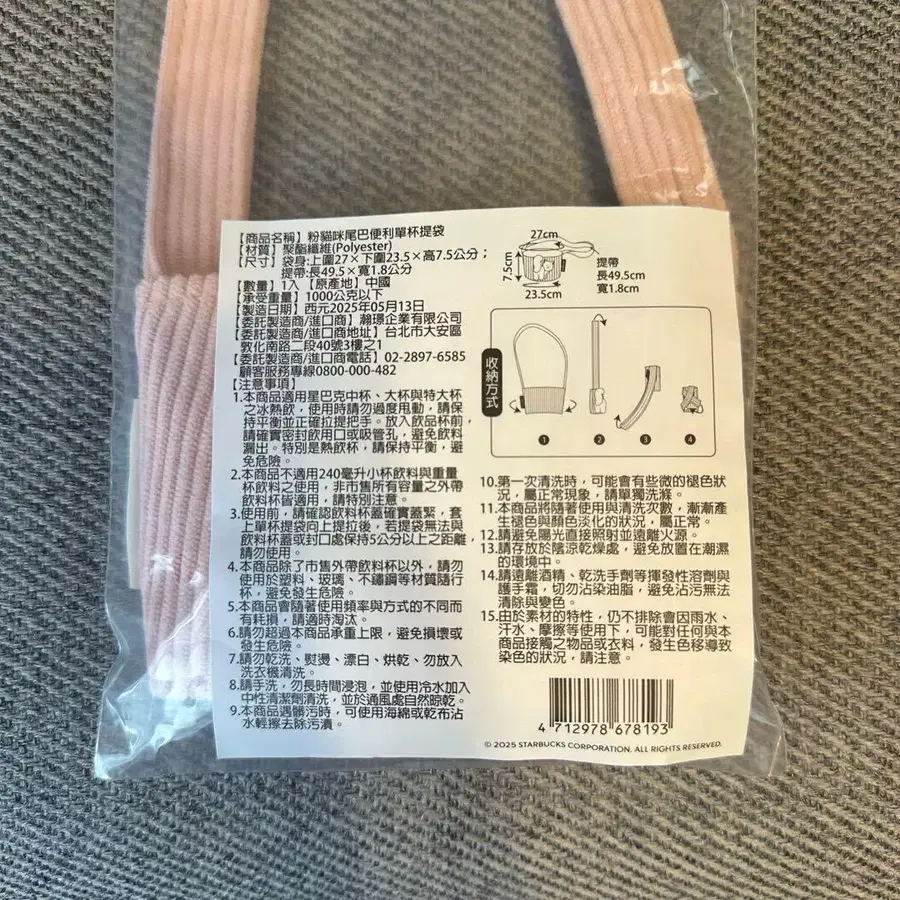 【商品名稱】粉貓咪尾巴便利單杯提袋
【材質】聚酯纖維(Polyester)
【尺寸】袋身:上圍27×下圍23.5×高7.5公分；
提帶:長49.5×寬1.8公分
【數量】1入【原產地】中國
【承受重量】1000公克以下
【製造日期】西元2025年05月13日
【委託製造商/進口商】瀚璟企業有限公司
【委託製造商/進口商地址】台北市大安區
敦化南路二段40號3樓之1
【委託製造商/進口商電話】02-2897-6585
顧客服務專線0800-000-482
【注意事項】
1.本商品適用星巴克中杯、大杯與特大杯
之冰熱飲，使用時請勿過度甩動，請保
持平衡並正確拉提把手。放入飲品杯前，
請確實密封飲用口或吸管孔，避免飲料
漏出。特別是熱飲杯，請保持平衡，避
免危險。
2.本商品不適用240毫升小杯飲料與重量
杯飲料之使用，非市售所有容量之外帶
飲料杯皆適用，請特別注意。
3.使用前，請確認飲料杯蓋確實蓋緊，套
上單杯提袋向上提拉後，若提袋無法與
飲料杯蓋或封口處保持5公分以上之距離，
請勿使用。
4.本商品除了市售外帶飲料杯以外，請勿
使用於塑料、玻璃、不鏽鋼等材質隨行
杯，避免發生危險。
5.本商品會隨著使用頻率與方式的不同而
有耗損，請適時淘汰。
6.請勿超過本商品承重上限，避免損壞或
發生危險。
7.請勿乾洗、熨燙、漂白、烘乾、勿放入
洗衣機清洗。
8.請手洗，勿長時間浸泡，並使用冷水加入
中性清潔劑清洗，並於通風處自然晾乾。
9.本商品遇髒污時，可使用海綿或乾布沾
水輕擦去除污漬。
27cm
7.5cm
23.5cm
提帶
長49.5cm
寬1.8cm
收納方式
1 2 3 4
10.第一次清洗時，可能會有些微的褪色狀
況，屬正常現象，請單獨洗滌。
11.本商品將隨著使用與清洗次數，漸漸產
生褪色與顏色淡化的狀況，屬正常。
12.請避免陽光直接照射並遠離火源。
13.請存放於陰涼乾燥處，避免放置在潮濕
的環境中。
14.請遠離酒精、乾洗手劑等揮發性溶劑與
護手霜，切勿沾染油脂，避免沾污無法
清除與變色。
15.由於素材的特性，仍不排除會因雨水、
汗水、摩擦等使用下，可能對任何與本
商品接觸之物品或衣料，發生色移導致
染色的狀況，請注意。
4 712978 678193
© 2025 STARBUCKS CORPORATION. ALL RIGHTS RESERVED.